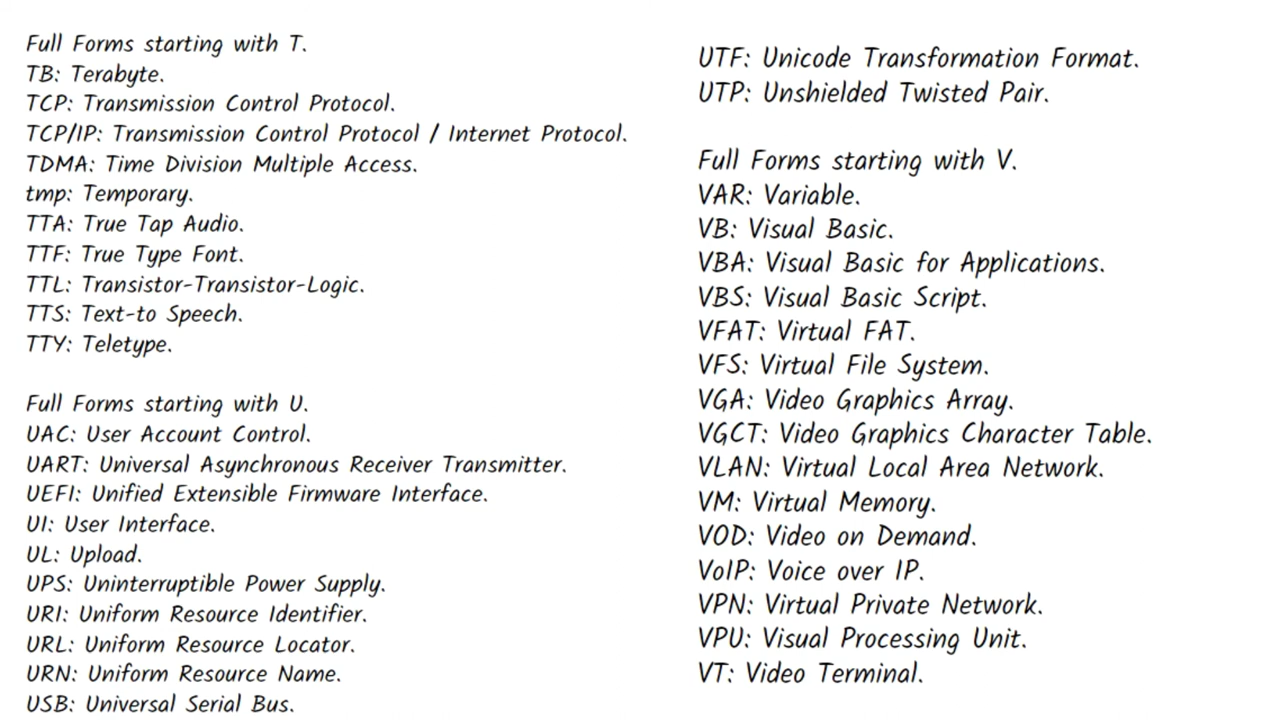 Full Forms starting with T.
TB: Terabyte.
TCP: Transmission Control Protocol.
TCP/IP: Transmission Control Protocol / Internet Protocol.
TDMA: Time Division Multiple Access.
tmp: Temporary.
TTA: True Tap Audio.
TTF: True Type Font.
TTL: Transistor-Transistor-Logic.
TTS: Text-to Speech.
TTY: Teletype.

Full Forms starting with U.
UAC: User Account Control.
UART: Universal Asynchronous Receiver Transmitter.
UEFI: Unified Extensible Firmware Interface.
UI: User Interface.
UL: Upload.
UPS: Uninterruptible Power Supply.
URI: Uniform Resource Identifier.
URL: Uniform Resource Locator.
URN: Uniform Resource Name.
USB: Universal Serial Bus.
UTF: Unicode Transformation Format.
UTP: Unshielded Twisted Pair.

Full Forms starting with V.
VAR: Variable.
VB: Visual Basic.
VBA: Visual Basic for Applications.
VBS: Visual Basic Script.
VFAT: Virtual FAT.
VFS: Virtual File System.
VGA: Video Graphics Array.
VGCT: Video Graphics Character Table.
VLAN: Virtual Local Area Network.
VM: Virtual Memory.
VOD: Video on Demand.
VoIP: Voice over IP.
VPN: Virtual Private Network.
VPU: Visual Processing Unit.
VT: Video Terminal.